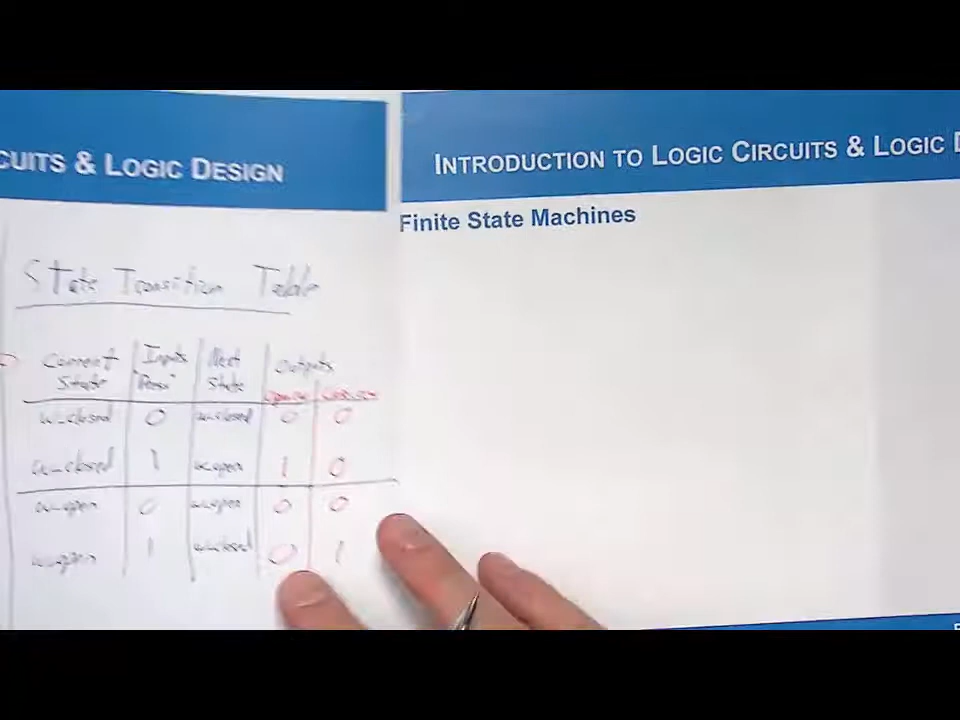 CUITS & LOGIC DESIGN
INTRODUCTION TO LOGIC CIRCUITS & LOGIC D
Finite State Machines
State Transition Table
Current State | Inputs "Press" | Next State | Outputs
w_closed 0 w_closed 0 0
w_closed 1 w_open 1 0
w_open 0 w_open 0 0
w_open 1 w_closed 0 1